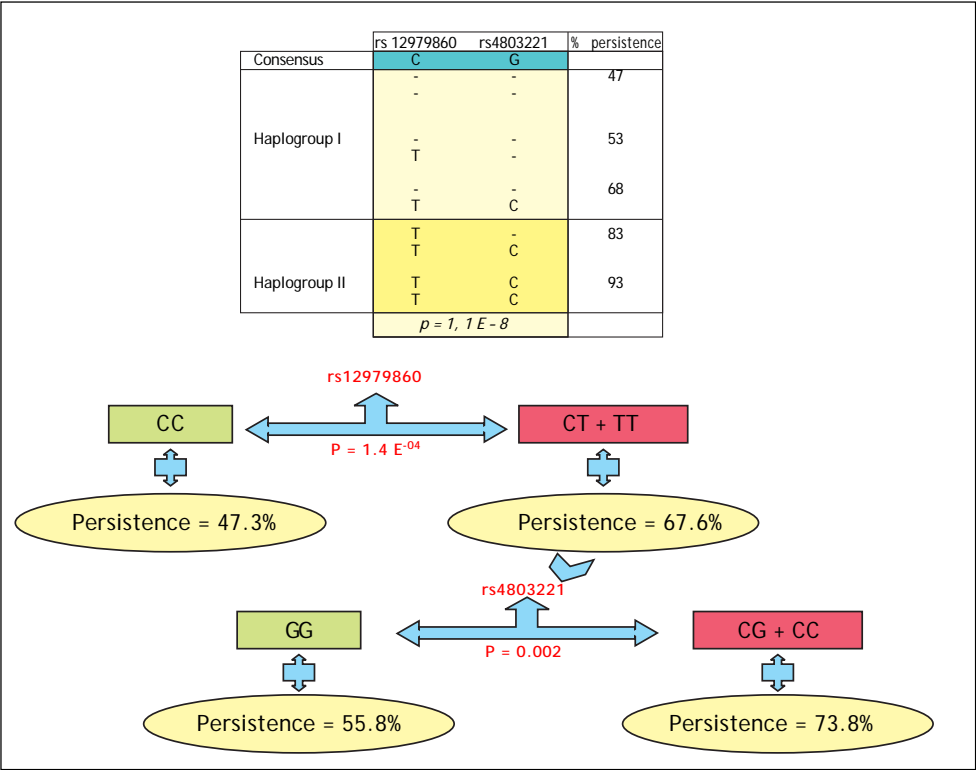 rs 12979860 rs4803221 % persistence
Consensus C G
- - 47
- -
Haplogroup I - - 53
T -
- - 68
T C
T - 83
T C
Haplogroup II T C 93
T C
p = 1, 1 E - 8
rs12979860
CC CT + TT
P = 1.4 E-04
Persistence = 47.3% Persistence = 67.6%
rs4803221
GG CG + CC
P = 0.002
Persistence = 55.8% Persistence = 73.8%